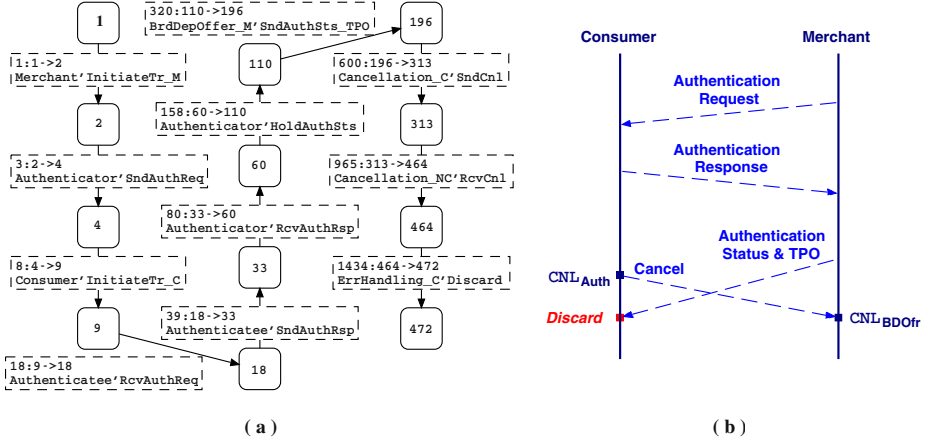 1
1:1->2
Merchant'InitiateTr_M
2
3:2->4
Authenticator'SndAuthReq
4
8:4->9
Consumer'InitiateTr_C
9
18:9->18
Authenticatee'RcvAuthReq
18
39:18->33
Authenticatee'SndAuthRsp
33
80:33->60
Authenticator'RcvAuthRsp
60
158:60->110
Authenticator'HoldAuthSts
110
320:110->196
BrdDepOffer_M'SndAuthSts_TPO
196
600:196->313
Cancellation_C'SndCnl
313
965:313->464
Cancellation_NC'RcvCnl
464
1434:464->472
ErrHandling_C'Discard
472
( a )
Consumer
Merchant
Authentication
Request
Authentication
Response
Authentication
Status & TPO
CNLAuth
Cancel
Discard
CNLBDOfr
( b )